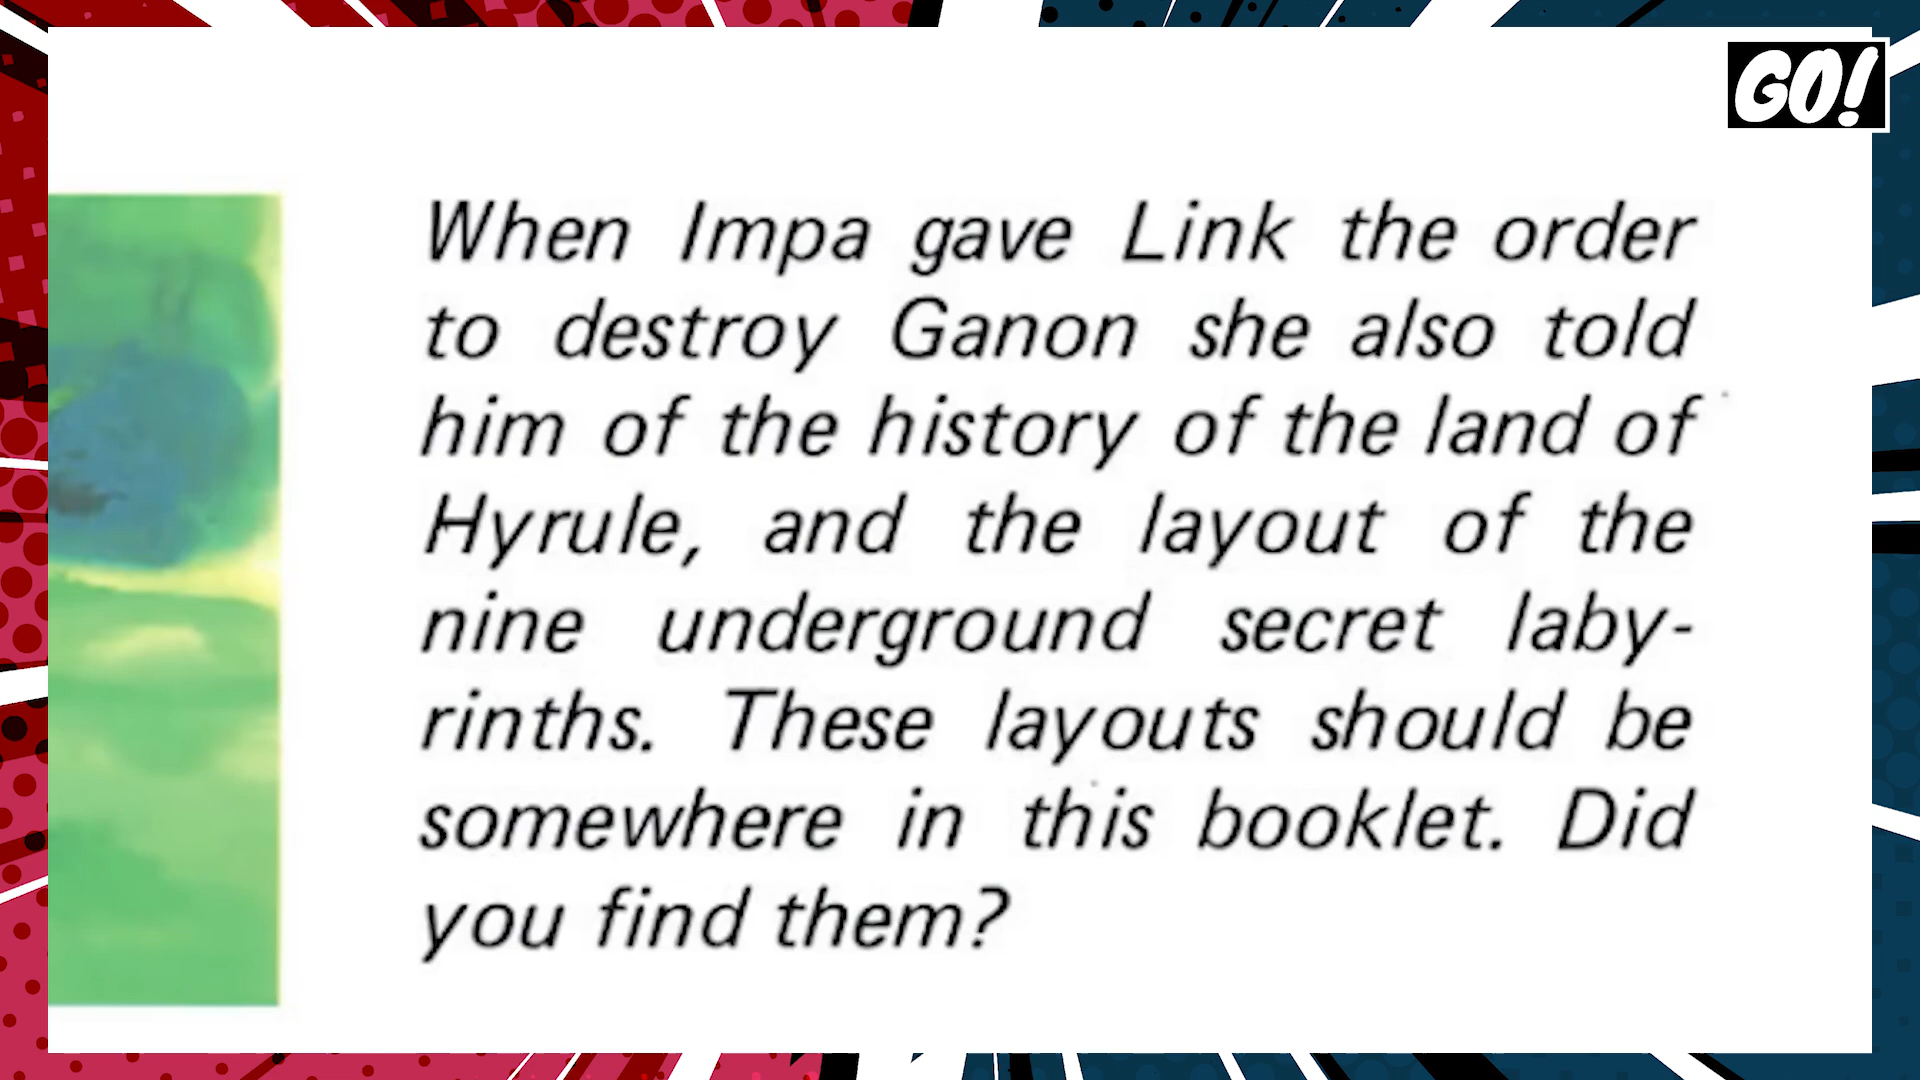 GO!
When Impa gave Link the order
to destroy Ganon she also told
him of the history of the land of
Hyrule, and the layout of the
nine underground secret laby-
rinths. These layouts should be
somewhere in this booklet. Did
you find them?